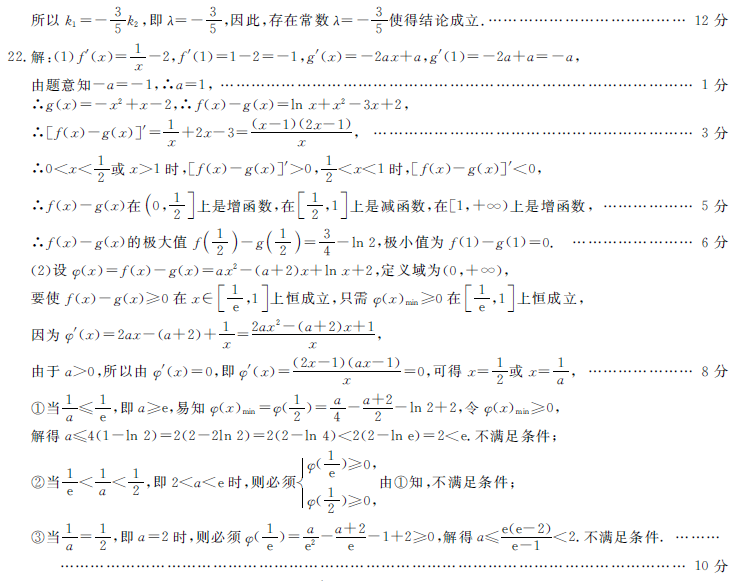 所以 k₁=-3/5k₂,即 λ=-3/5,因此,存在常数 λ=-3/5使得结论成立.…………………………………… 12 分
22. 解:(1) f′(x)=1/x-2,f′(1)=1-2=-1,g′(x)=-2ax+a,g′(1)=-2a+a=-a,
由题意知-a=-1,∴a=1,…………………………………………………………………………… 1 分
∴g(x)=-x²+x-2,∴f(x)-g(x)=ln x+x²-3x+2,
∴[f(x)-g(x)]′=1/x+2x-3=(x-1)(2x-1)/x, …………………………………………………… 3 分
∴0<x<1/2或 x>1 时,[f(x)-g(x)]′>0,1/2<x<1 时,[f(x)-g(x)]′<0,
∴f(x)-g(x)在(0,1/2]上是增函数,在[1/2,1]上是减函数,在[1,+∞)上是增函数,……………… 5 分
∴f(x)-g(x)的极大值 f(1/2)-g(1/2)=3/4-ln 2,极小值为 f(1)-g(1)=0. …………………… 6 分
(2)设 φ(x)=f(x)-g(x)=ax²-(a+2)x+ln x+2,定义域为(0,+∞),
要使 f(x)-g(x)≥0 在 x∈[1/e,1]上恒成立,只需 φ(x)min≥0 在[1/e,1]上恒成立,
因为 φ′(x)=2ax-(a+2)+1/x=(2ax²-(a+2)x+1)/x,
由于 a>0,所以由 φ′(x)=0,即 φ′(x)=(2x-1)(ax-1)/x=0,可得 x=1/2或 x=1/a, ………………… 8 分
①当1/a≤1/e,即 a≥e,易知 φ(x)min=φ(1/2)=a/4-(a+2)/2-ln 2+2,令 φ(x)min≥0,
解得 a≤4(1-ln 2)=2(2-2ln 2)=2(2-ln 4)<2(2-ln e)=2<e. 不满足条件;
②当1/e<1/a<1/2,即 2<a<e 时,则必须{φ(1/e)≥0, φ(1/2)≥0, 由①知,不满足条件;
③当1/a=1/2,即 a=2 时,则必须 φ(1/e)=a/e²-(a+2)/e-1+2≥0,解得 a≤e(e-2)/(e-1)<2. 不满足条件. ………
………………………………………………………………………………………………………… 10 分